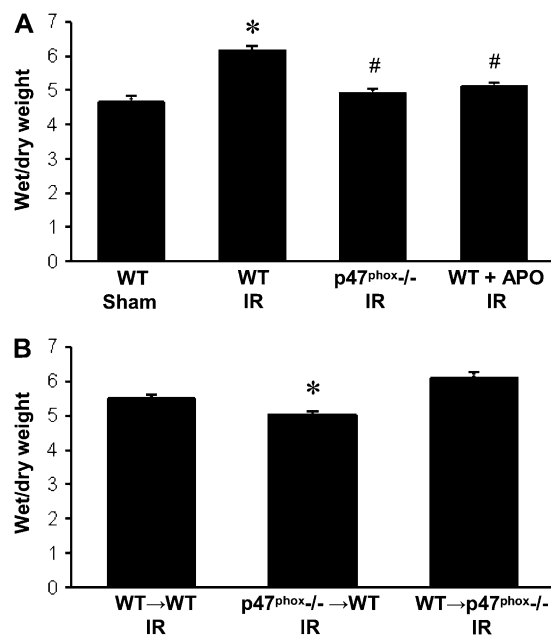 A
Wet/dry weight
7
6
5
4
3
2
1
0
*
#
#
WT WT p47phox-/- WT + APO
Sham IR IR IR
B
Wet/dry weight
7
6
5
4
3
2
1
0
*
WT→WT p47phox-/- →WT WT→p47phox-/-
IR IR IR